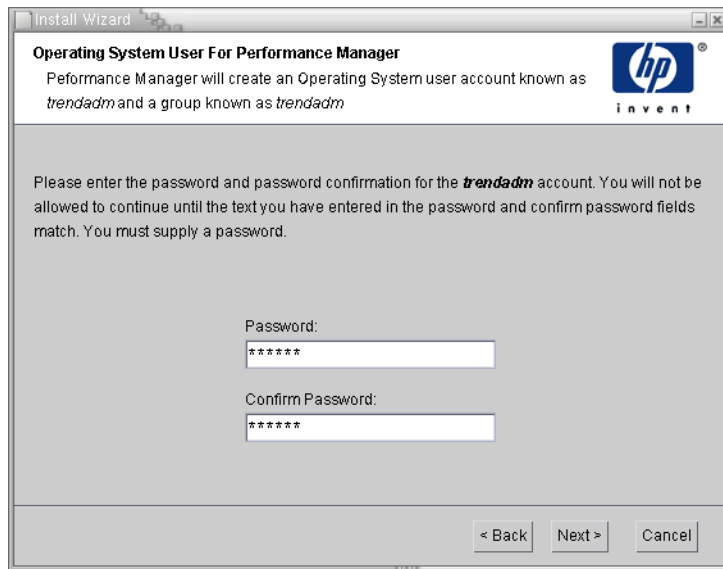 Install Wizard
Operating System User For Performance Manager
Peformance Manager will create an Operating System user account known as
trendadm and a group known as trendadm
hp
®
invent
Please enter the password and password confirmation for the trendadm account. You will not be
allowed to continue until the text you have entered in the password and confirm password fields
match. You must supply a password.
Password:
******
Confirm Password:
******
< Back Next > Cancel